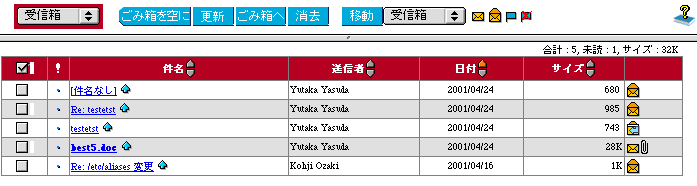 受信箱 ごみ箱を空に 更新 ごみ箱へ 消去 移動 受信箱 ?
合計 : 5, 未読 : 1, サイズ : 32K
! 件名 送信者 日付 サイズ
[件名なし] Yutaka Yasuda 2001/04/24 680
Re: testetst Yutaka Yasuda 2001/04/24 985
testetst Yutaka Yasuda 2001/04/24 743
best5.doc Yutaka Yasuda 2001/04/24 28K
Re: /etc/aliases 変更 Kohji Ozaki 2001/04/16 1K